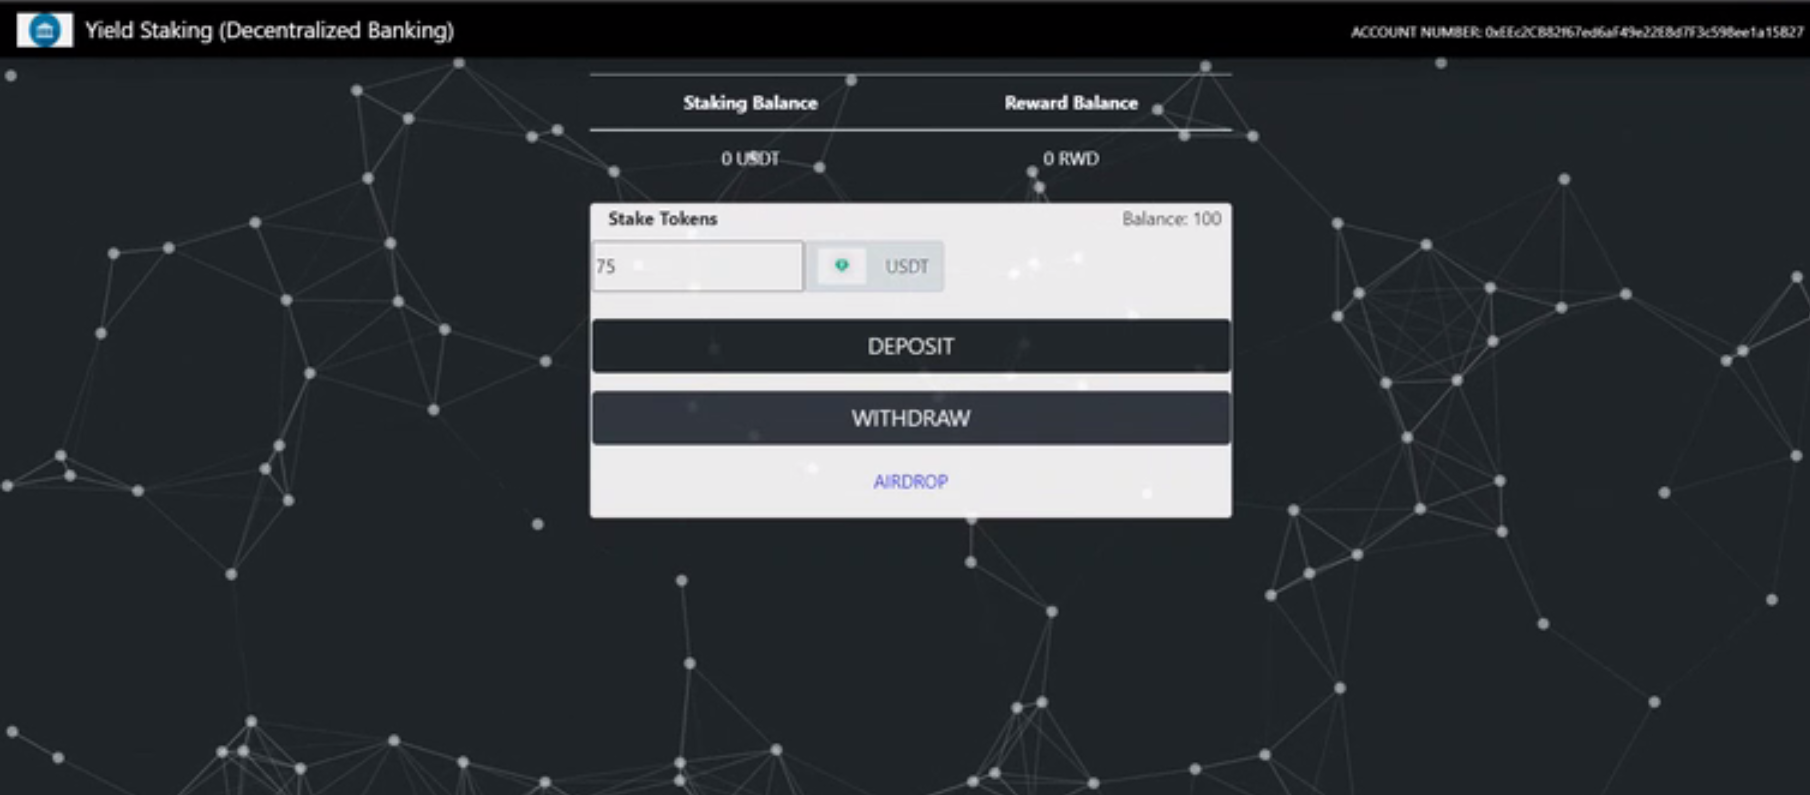 Yield Staking (Decentralized Banking)
ACCOUNT NUMBER: 0xEEc2CB82f67ed6aF49e22E8d7F3c598ee1a15B27
Staking Balance Reward Balance
0 USDT 0 RWD
Stake Tokens Balance: 100
75 USDT
DEPOSIT
WITHDRAW
AIRDROP